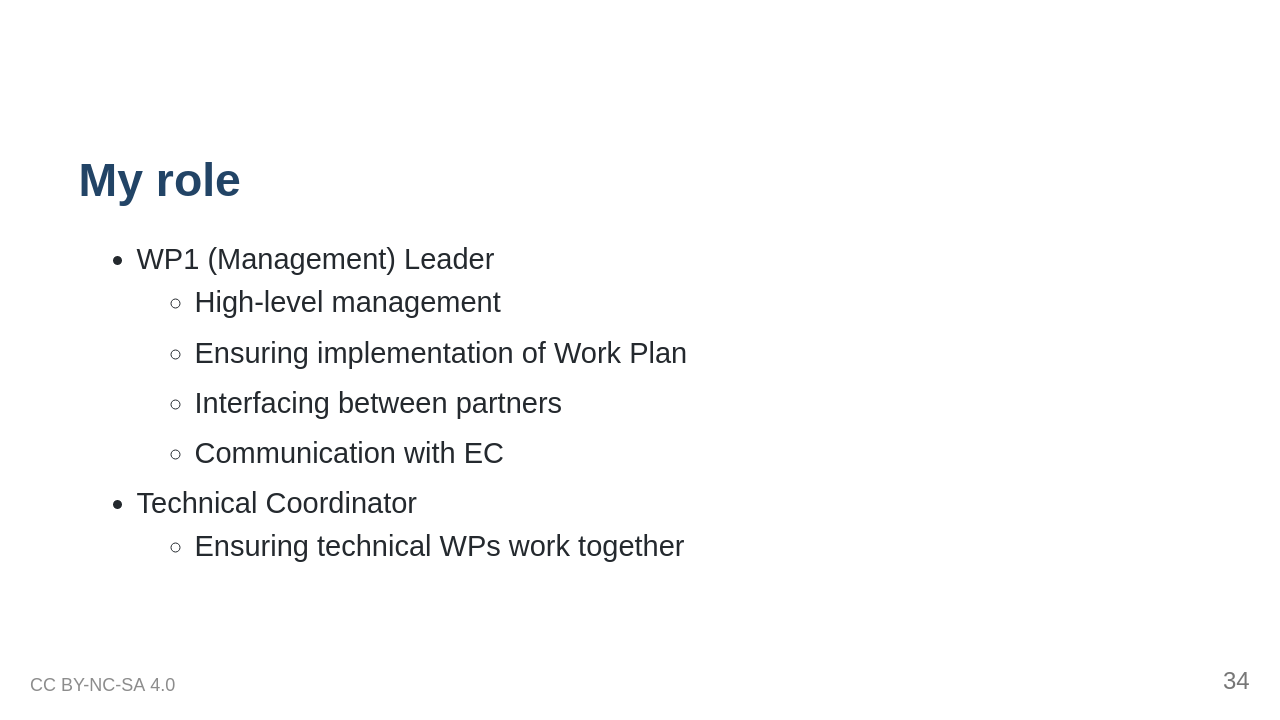 My role
• WP1 (Management) Leader
◦ High-level management
◦ Ensuring implementation of Work Plan
◦ Interfacing between partners
◦ Communication with EC
• Technical Coordinator
◦ Ensuring technical WPs work together
CC BY-NC-SA 4.0
34